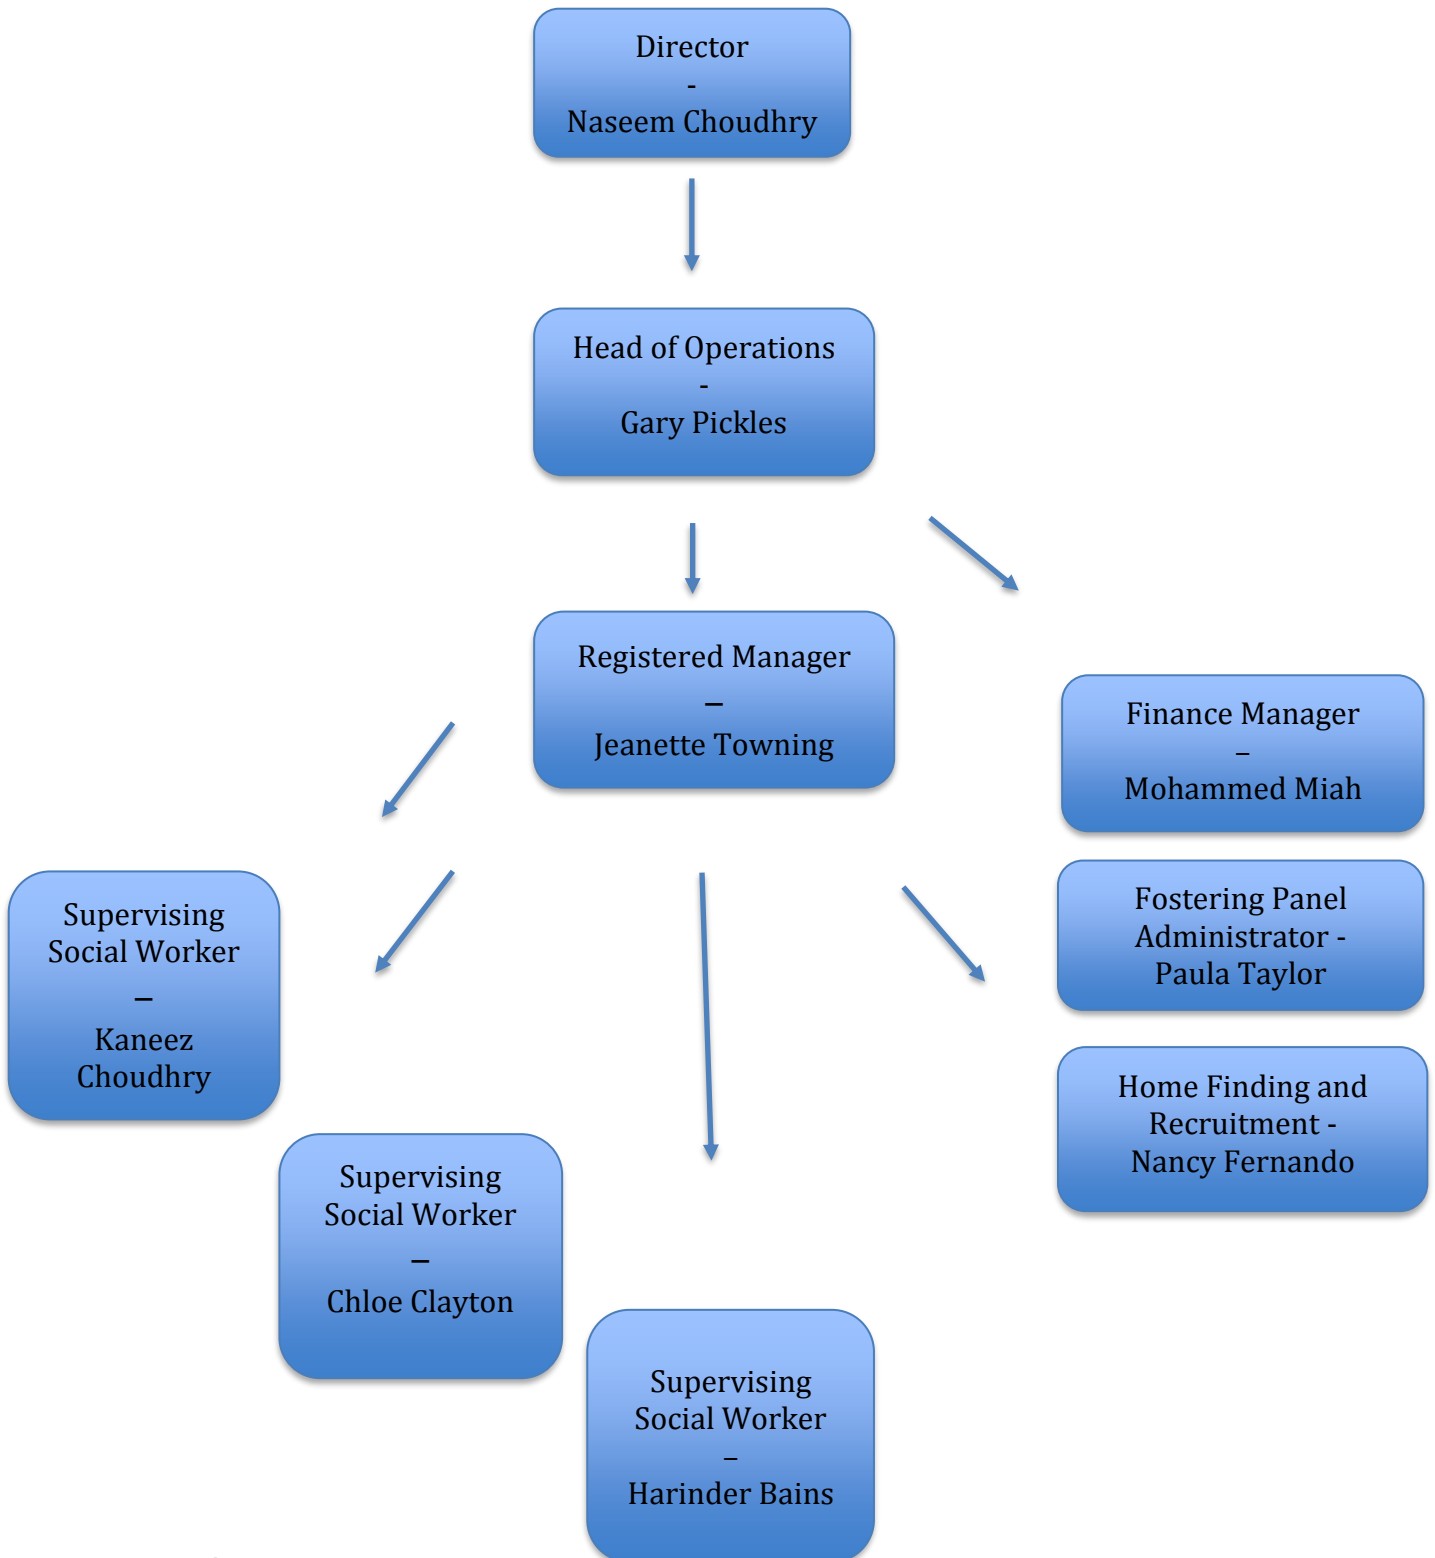 Director
-
Naseem Choudhry
Head of Operations
-
Gary Pickles
Registered Manager
–
Jeanette Towning
Finance Manager
–
Mohammed Miah
Fostering Panel
Administrator -
Paula Taylor
Home Finding and
Recruitment -
Nancy Fernando
Supervising
Social Worker
–
Kaneez
Choudhry
Supervising
Social Worker
–
Chloe Clayton
Supervising
Social Worker
–
Harinder Bains